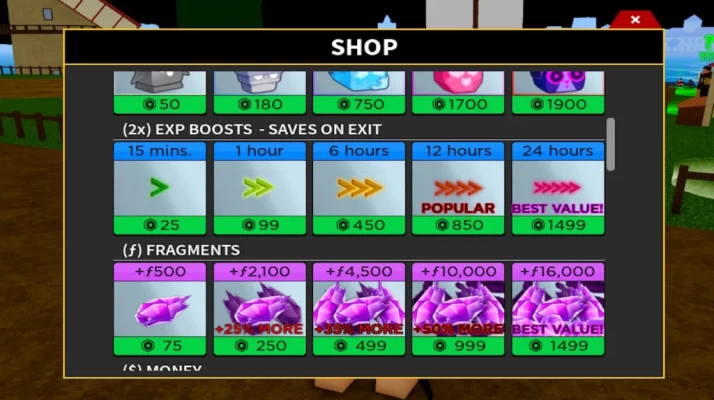 SHOP
50 180 750 1700 1900
(2x) EXP BOOSTS - SAVES ON EXIT
15 mins. 1 hour 6 hours 12 hours 24 hours
POPULAR BEST VALUE!
25 99 450 850 1499
(ƒ) FRAGMENTS
+ƒ500 +ƒ2,100 +ƒ4,500 +ƒ10,000 +ƒ16,000
+25% MORE +35% MORE +50% MORE BEST VALUE!
75 250 499 999 1499
($) MONEY